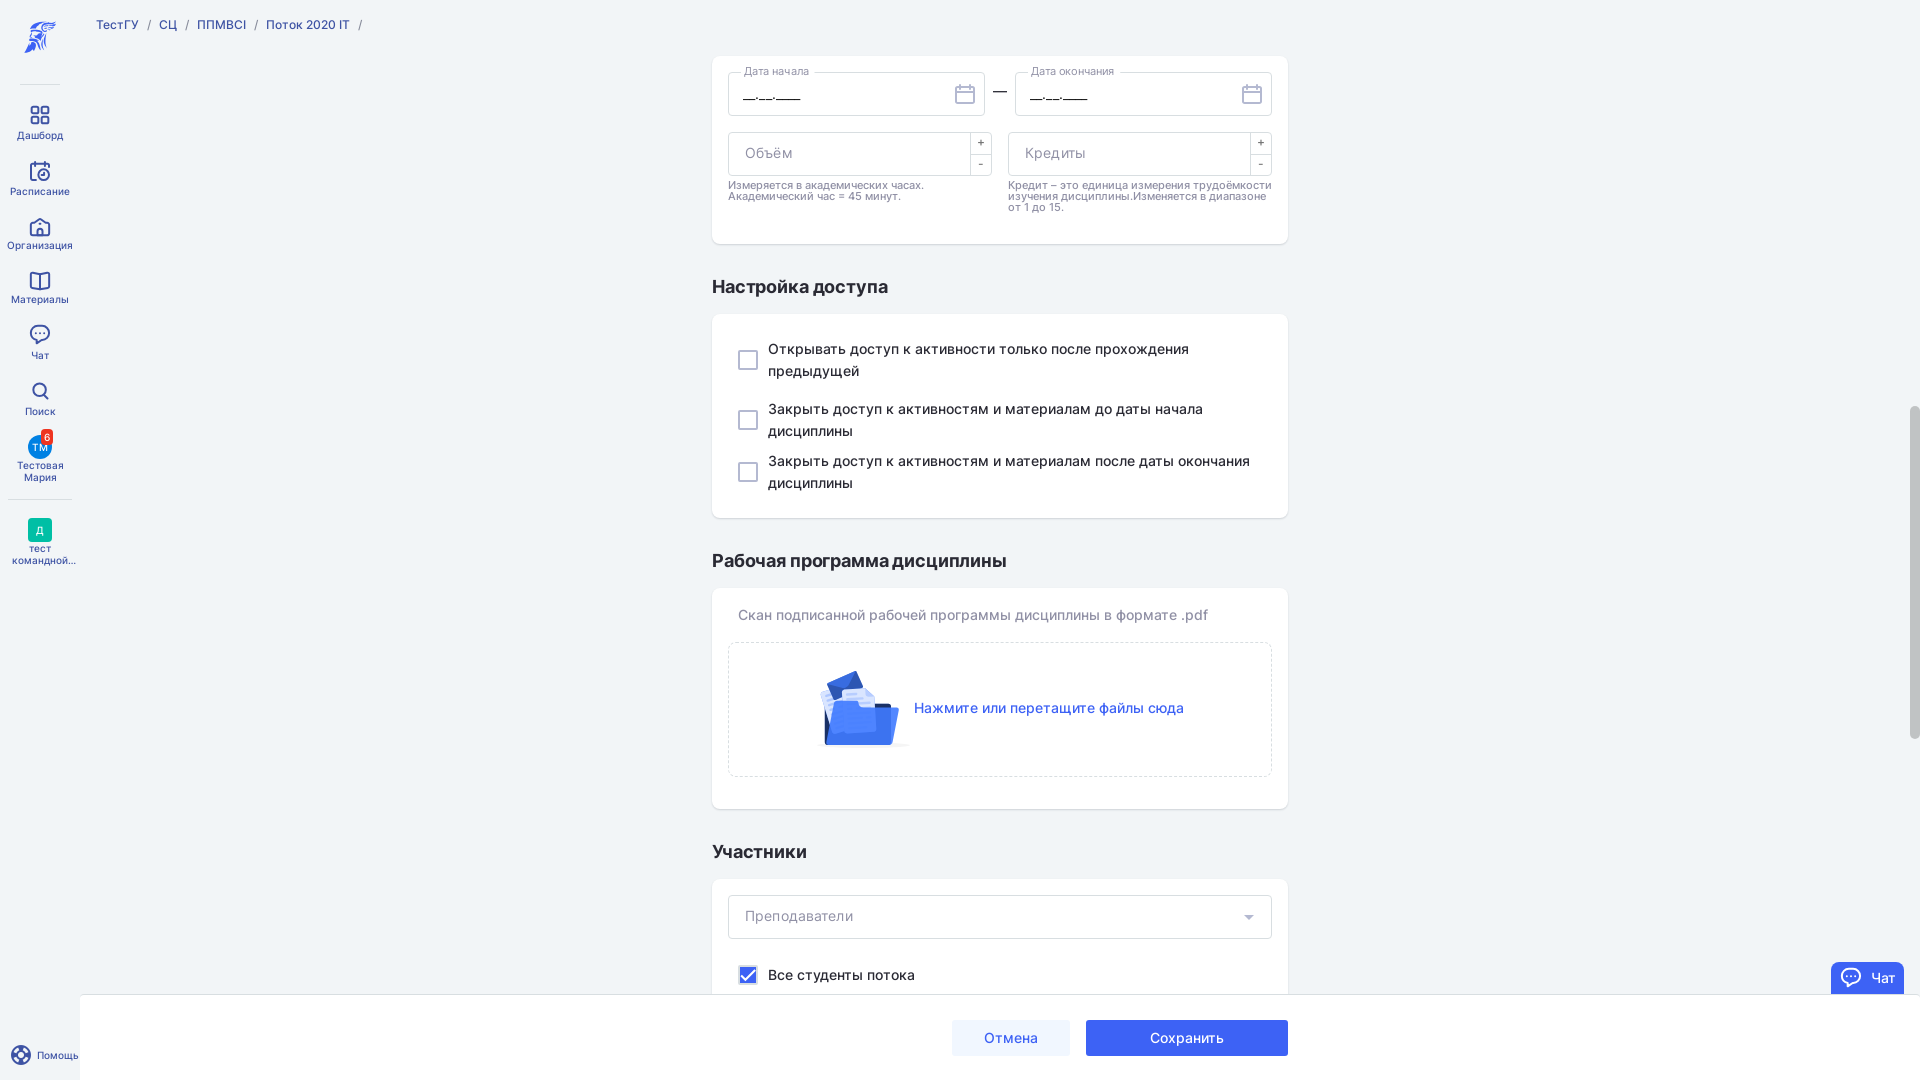 ТестГУ / СЦ / ППМВСI / Поток 2020 IT /
Дашборд
Расписание
Организация
Материалы
Чат
Поиск
ТМ
6
Тестовая
Мария
Д
тест
командной...
Помощь
Дата начала
__.__.____
—
Дата окончания
__.__.____
Объём
+
-
Измеряется в академических часах.
Академический час = 45 минут.
Кредиты
+
-
Кредит – это единица измерения трудоёмкости
изучения дисциплины.Изменяется в диапазоне
от 1 до 15.
Настройка доступа
Открывать доступ к активности только после прохождения
предыдущей
Закрыть доступ к активностям и материалам до даты начала
дисциплины
Закрыть доступ к активностям и материалам после даты окончания
дисциплины
Рабочая программа дисциплины
Скан подписанной рабочей программы дисциплины в формате .pdf
Нажмите или перетащите файлы сюда
Участники
Преподаватели
Все студенты потока
Чат
Отмена
Сохранить